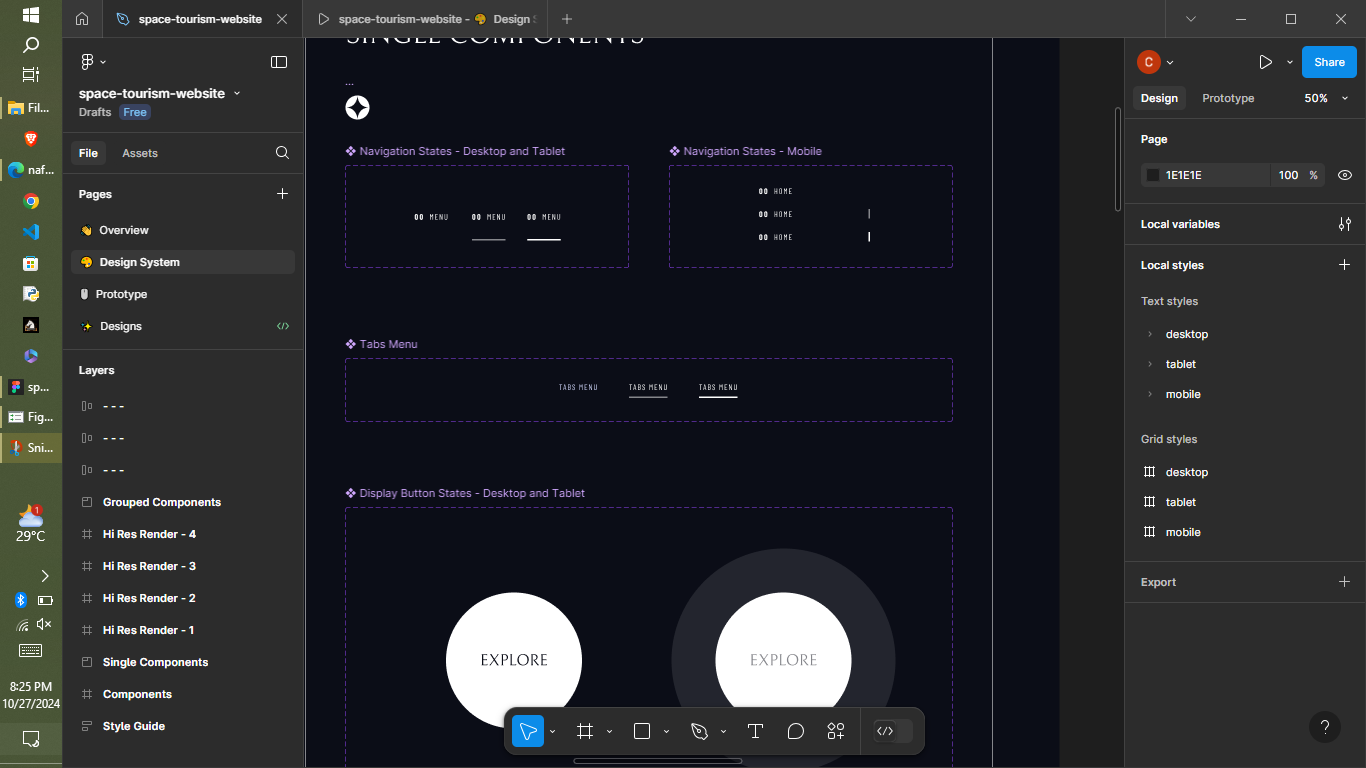 space-tourism-website
space-tourism-website - Design
space-tourism-website
Drafts Free
File Assets
Pages
Overview
Design System
Prototype
Designs
Layers
- - -
- - -
- - -
Grouped Components
Hi Res Render - 4
Hi Res Render - 3
Hi Res Render - 2
Hi Res Render - 1
Single Components
Components
Style Guide
Fil...
naf...
sp...
Fig...
Sni...
1
29°C
8:25 PM
10/27/2024
SINGLE COMPONENTS
...
Navigation States - Desktop and Tablet
00 MENU 00 MENU 00 MENU
Navigation States - Mobile
00 HOME
00 HOME
00 HOME
Tabs Menu
TABS MENU TABS MENU TABS MENU
Display Button States - Desktop and Tablet
EXPLORE EXPLORE
C
Share
Design Prototype 50%
Page
1E1E1E 100 %
Local variables
Local styles
Text styles
desktop
tablet
mobile
Grid styles
desktop
tablet
mobile
Export
?